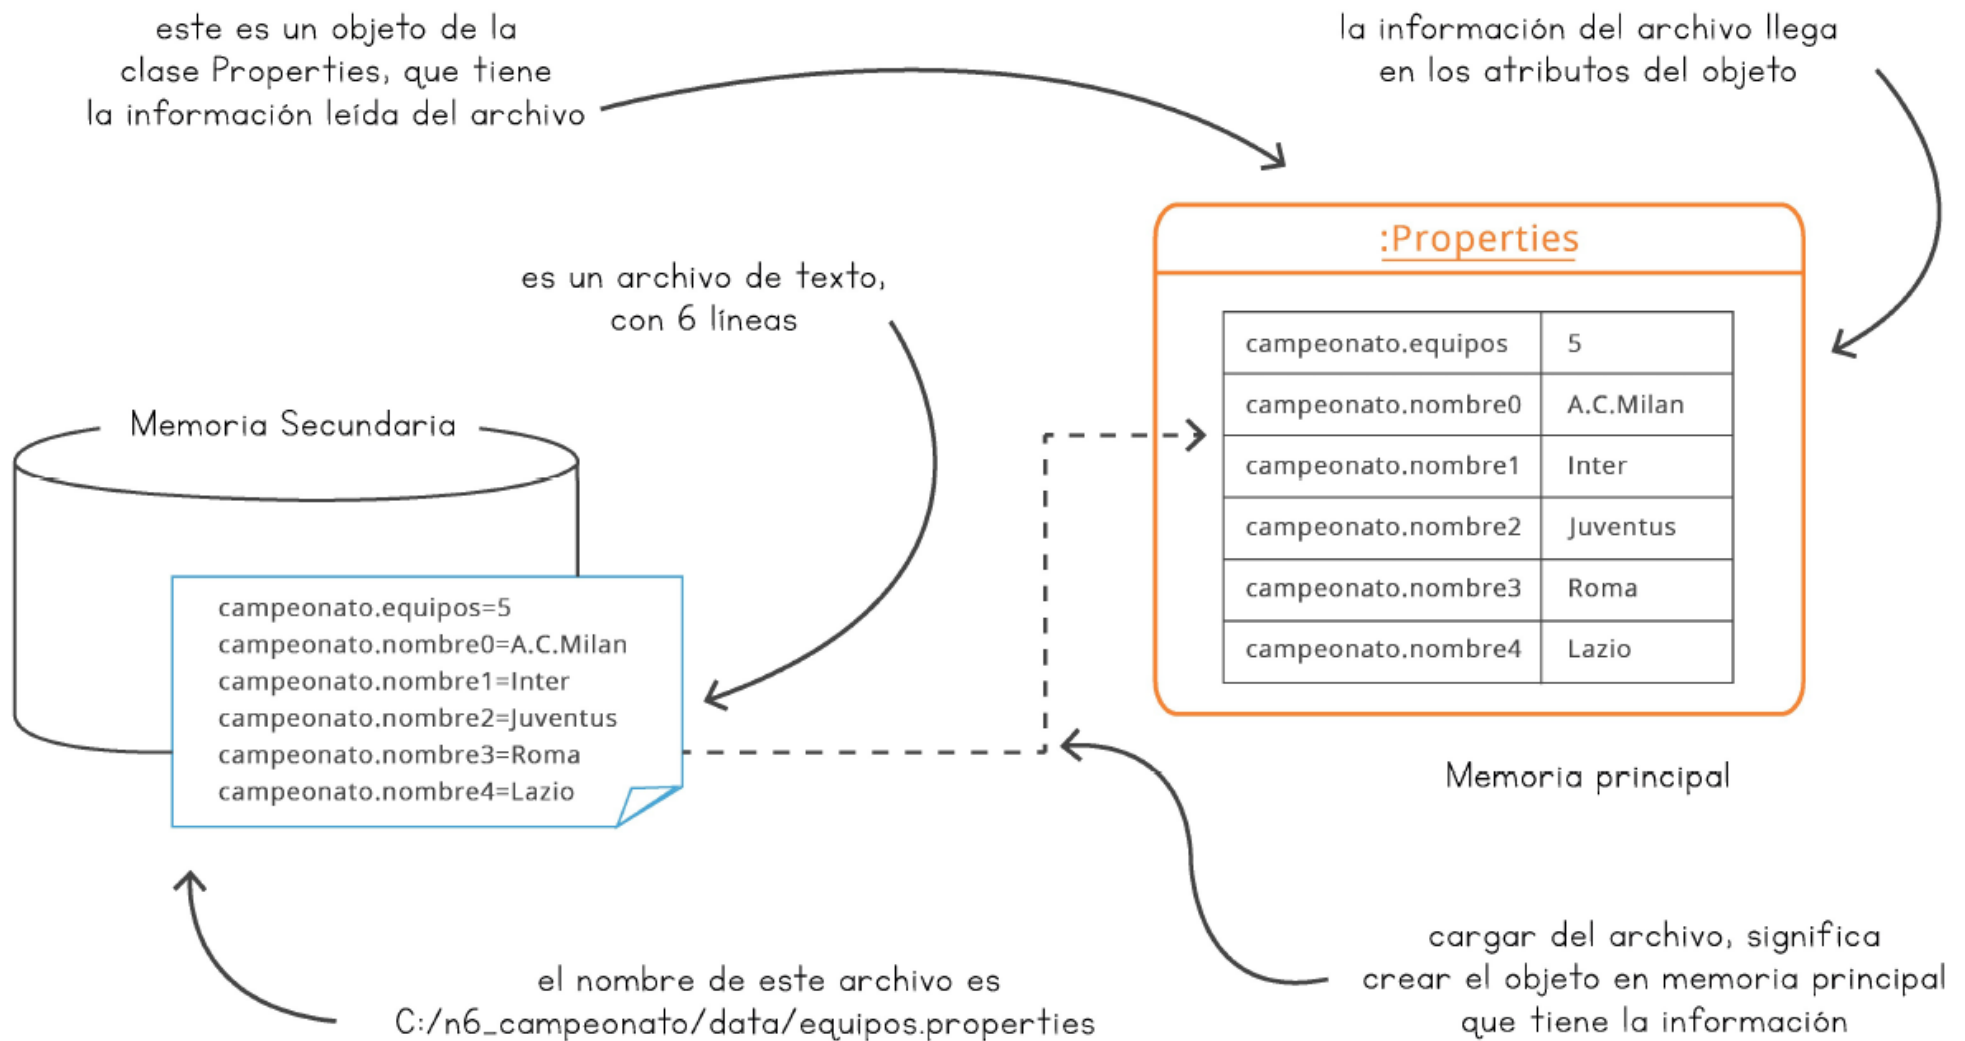 este es un objeto de la
clase Properties, que tiene
la información leída del archivo
la información del archivo llega
en los atributos del objeto
:Properties
campeonato.equipos 5
campeonato.nombre0 A.C.Milan
campeonato.nombre1 Inter
campeonato.nombre2 Juventus
campeonato.nombre3 Roma
campeonato.nombre4 Lazio
Memoria principal
es un archivo de texto,
con 6 líneas
Memoria Secundaria
campeonato.equipos=5
campeonato.nombre0=A.C.Milan
campeonato.nombre1=Inter
campeonato.nombre2=Juventus
campeonato.nombre3=Roma
campeonato.nombre4=Lazio
el nombre de este archivo es
C:/n6_campeonato/data/equipos.properties
cargar del archivo, significa
crear el objeto en memoria principal
que tiene la información